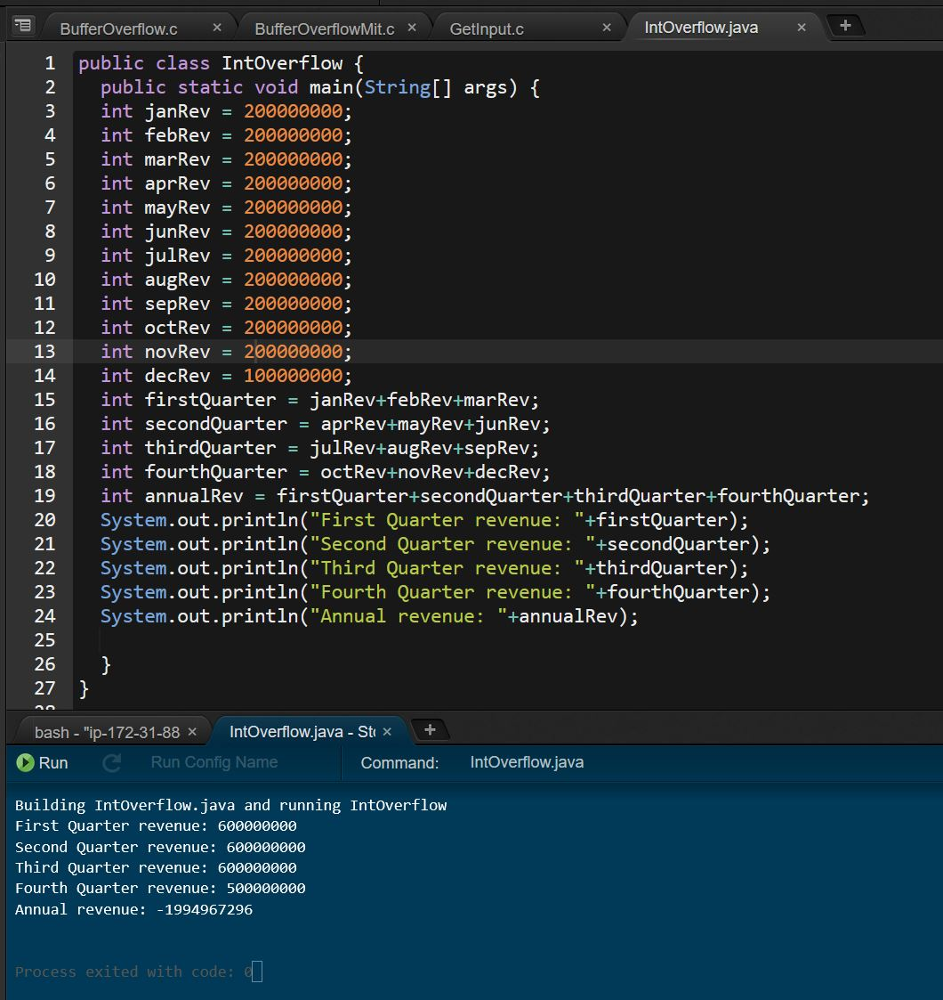 BufferOverflow.c × BufferOverflowMit.c × GetInput.c × IntOverflow.java × +
1 public class IntOverflow {
2 public static void main(String[] args) {
3 int janRev = 200000000;
4 int febRev = 200000000;
5 int marRev = 200000000;
6 int aprRev = 200000000;
7 int mayRev = 200000000;
8 int junRev = 200000000;
9 int julRev = 200000000;
10 int augRev = 200000000;
11 int sepRev = 200000000;
12 int octRev = 200000000;
13 int novRev = 200000000;
14 int decRev = 100000000;
15 int firstQuarter = janRev+febRev+marRev;
16 int secondQuarter = aprRev+mayRev+junRev;
17 int thirdQuarter = julRev+augRev+sepRev;
18 int fourthQuarter = octRev+novRev+decRev;
19 int annualRev = firstQuarter+secondQuarter+thirdQuarter+fourthQuarter;
20 System.out.println("First Quarter revenue: "+firstQuarter);
21 System.out.println("Second Quarter revenue: "+secondQuarter);
22 System.out.println("Third Quarter revenue: "+thirdQuarter);
23 System.out.println("Fourth Quarter revenue: "+fourthQuarter);
24 System.out.println("Annual revenue: "+annualRev);
25
26 }
27 }
28
bash - "ip-172-31-88 × IntOverflow.java - Sto × +
Run Run Config Name Command: IntOverflow.java
Building IntOverflow.java and running IntOverflow
First Quarter revenue: 600000000
Second Quarter revenue: 600000000
Third Quarter revenue: 600000000
Fourth Quarter revenue: 500000000
Annual revenue: -1994967296
Process exited with code: 0